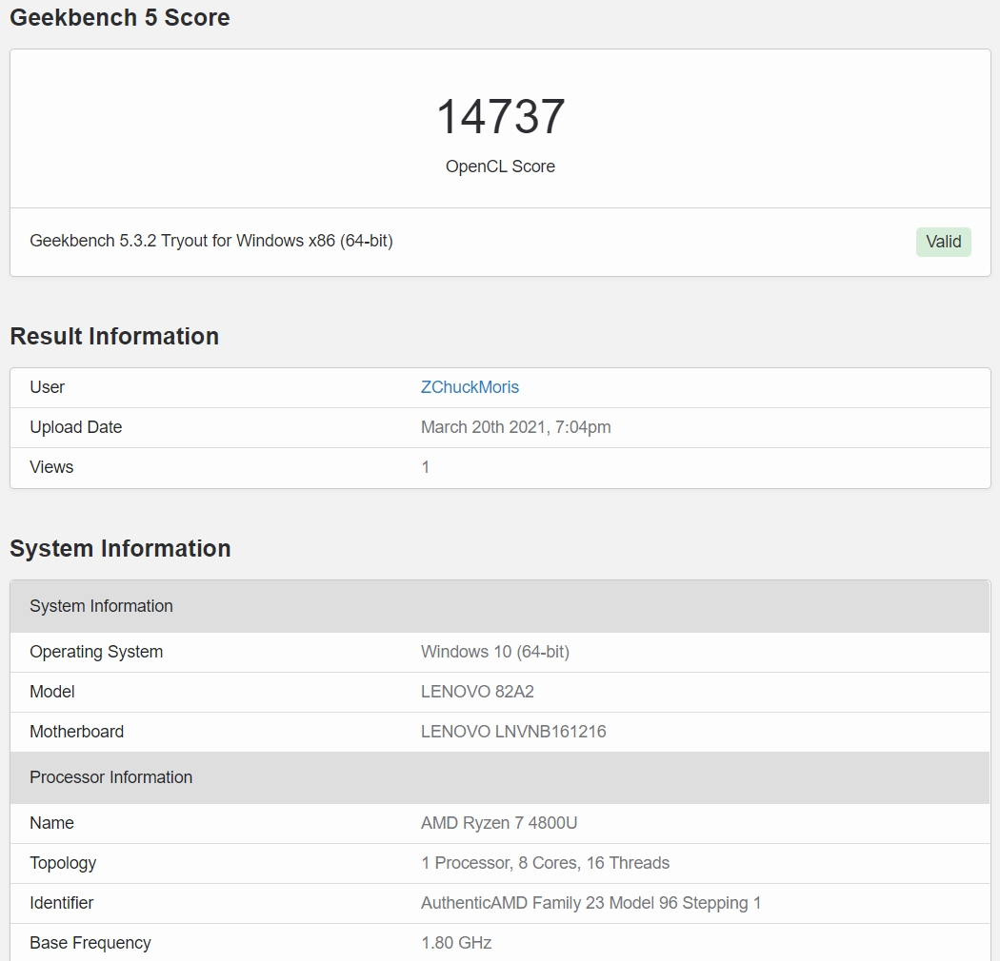 Geekbench 5 Score
14737
OpenCL Score
Geekbench 5.3.2 Tryout for Windows x86 (64-bit) Valid
Result Information
User ZChuckMoris
Upload Date March 20th 2021, 7:04pm
Views 1
System Information
System Information
Operating System Windows 10 (64-bit)
Model LENOVO 82A2
Motherboard LENOVO LNVNB161216
Processor Information
Name AMD Ryzen 7 4800U
Topology 1 Processor, 8 Cores, 16 Threads
Identifier AuthenticAMD Family 23 Model 96 Stepping 1
Base Frequency 1.80 GHz